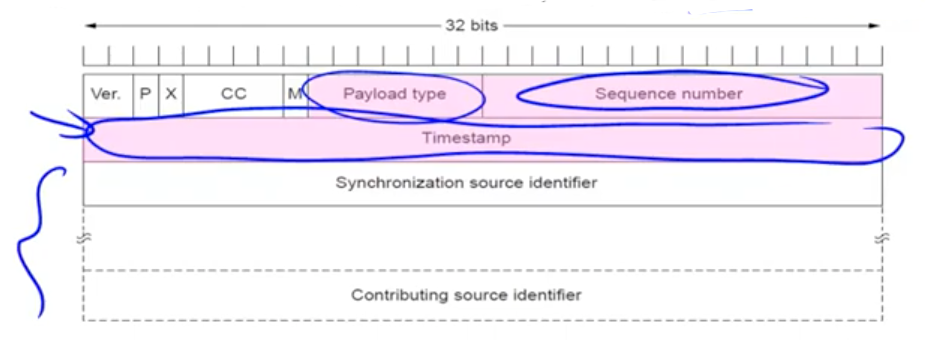 32 bits
Ver. P X CC M Payload type Sequence number
Timestamp
Synchronization source identifier
Contributing source identifier